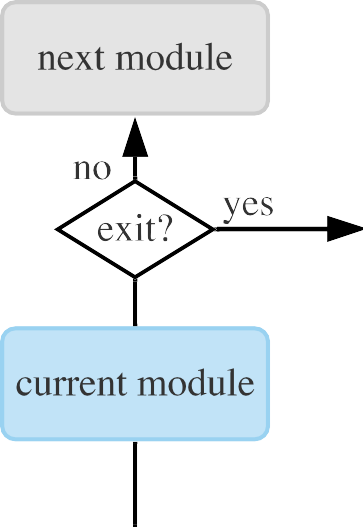 next module
no
yes
exit?
current module